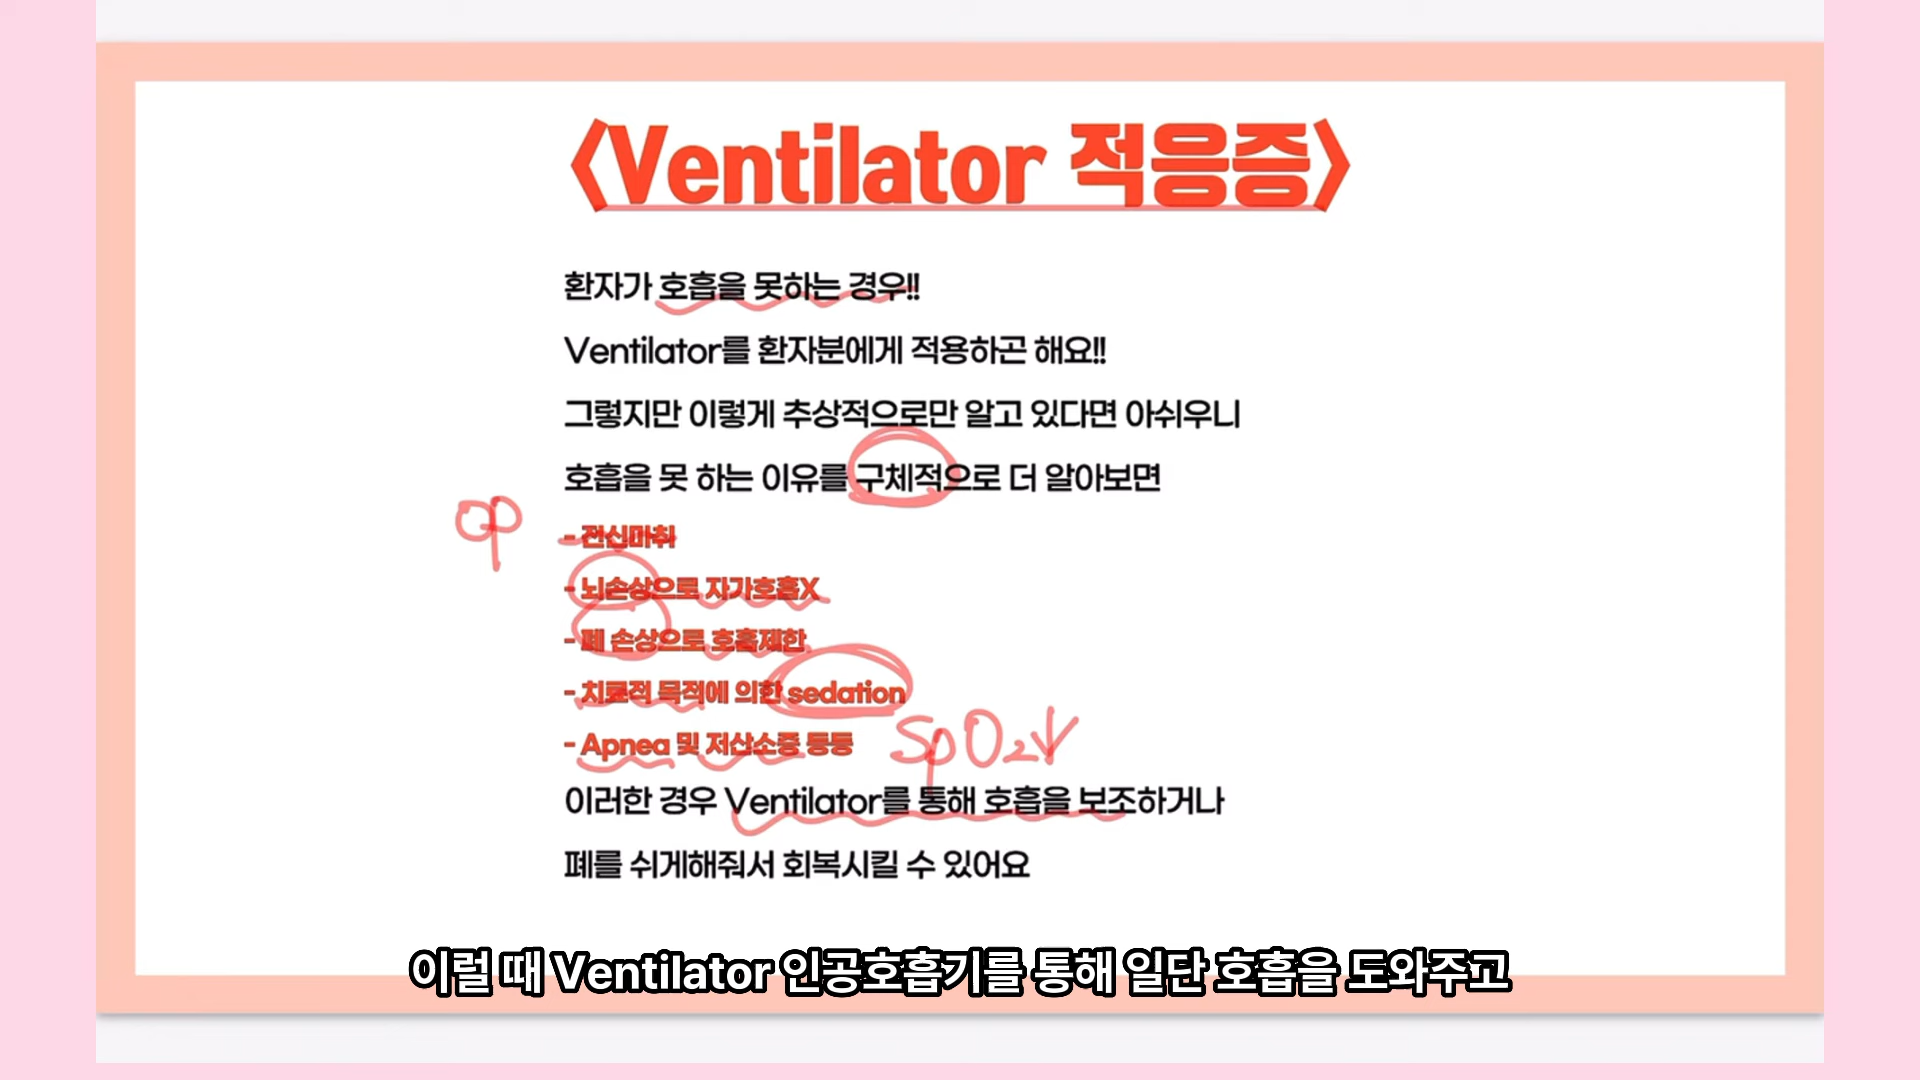 〈Ventilator 적응증〉
환자가 호흡을 못하는 경우!!
Ventilator를 환자분에게 적용하곤 해요!!
그렇지만 이렇게 추상적으로만 알고 있다면 아쉬우니
호흡을 못 하는 이유를 구체적으로 더 알아보면
op
- 전신마취
- 뇌손상으로 자가호흡X
- 폐 손상으로 호흡제한
- 치료적 목적에 의한 sedation
- Apnea 및 저산소증 등등 SpO₂↓
이러한 경우 Ventilator를 통해 호흡을 보조하거나
폐를 쉬게해줘서 회복시킬 수 있어요
이럴 때 Ventilator 인공호흡기를 통해 일단 호흡을 도와주고